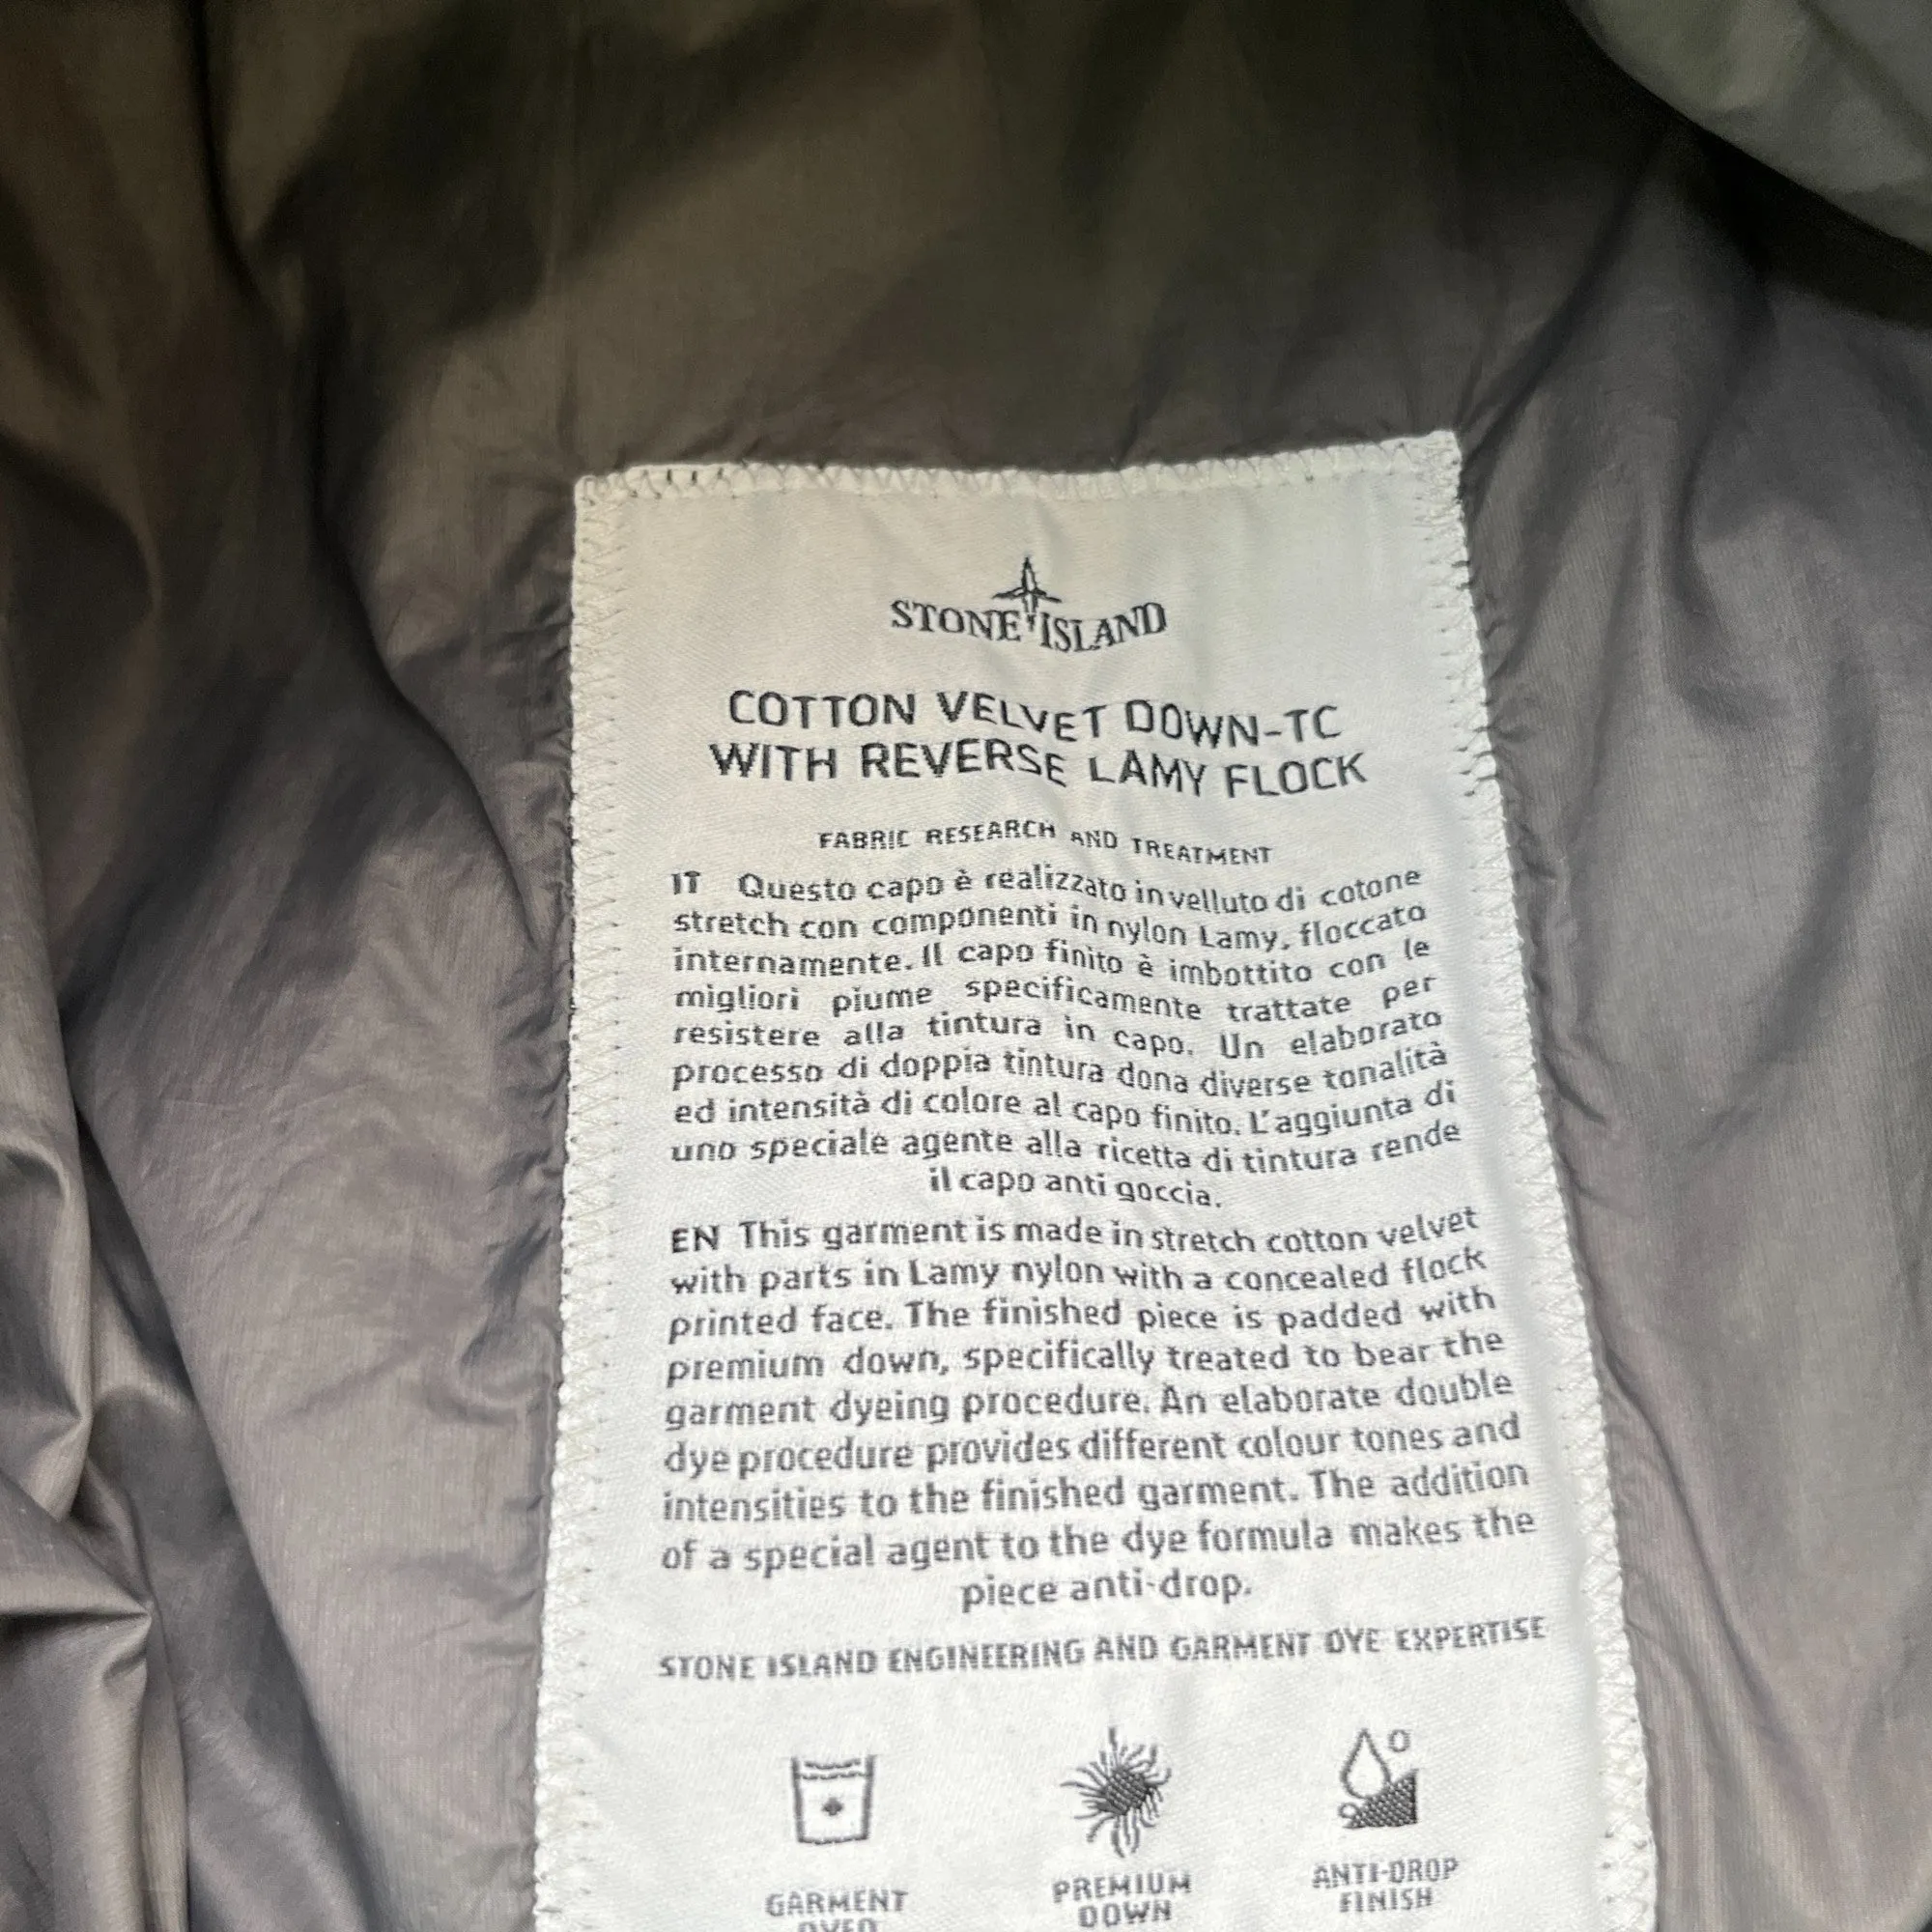 STONE ISLAND
COTTON VELVET DOWN-TC
WITH REVERSE LAMY FLOCK
FABRIC RESEARCH AND TREATMENT
IT Questo capo è realizzato in velluto di cotone
stretch con componenti in nylon Lamy, floccato
internamente. Il capo finito è imbottito con le
migliori piume specificamente trattate per
resistere alla tintura in capo. Un elaborato
processo di doppia tintura dona diverse tonalità
ed intensità di colore al capo finito. L'aggiunta di
uno speciale agente alla ricetta di tintura rende
il capo anti goccia.
EN This garment is made in stretch cotton velvet
with parts in Lamy nylon with a concealed flock
printed face. The finished piece is padded with
premium down, specifically treated to bear the
garment dyeing procedure. An elaborate double
dye procedure provides different colour tones and
intensities to the finished garment. The addition
of a special agent to the dye formula makes the
piece anti-drop.
STONE ISLAND ENGINEERING AND GARMENT DYE EXPERTISE
GARMENT
DYED
PREMIUM
DOWN
ANTI-DROP
FINISH